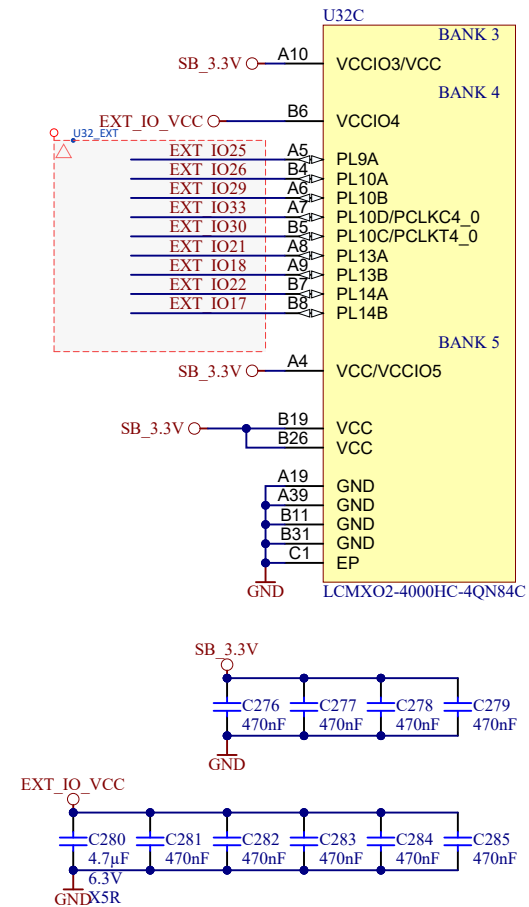 U32C
BANK 3
SB_3.3V A10 VCCIO3/VCC
BANK 4
EXT_IO_VCC B6 VCCIO4
U32_EXT
EXT_IO25 A5 PL9A
EXT_IO26 B4 PL10A
EXT_IO29 A6 PL10B
EXT_IO33 A7 PL10D/PCLKC4_0
EXT_IO30 B5 PL10C/PCLKT4_0
EXT_IO21 A8 PL13A
EXT_IO18 A9 PL13B
EXT_IO22 B7 PL14A
EXT_IO17 B8 PL14B
BANK 5
SB_3.3V A4 VCC/VCCIO5
SB_3.3V B19 VCC
B26 VCC
A19 GND
A39 GND
B11 GND
B31 GND
C1 EP
GND
LCMXO2-4000HC-4QN84C
SB_3.3V
C276 C277 C278 C279
470nF 470nF 470nF 470nF
GND
EXT_IO_VCC
C280 C281 C282 C283 C284 C285
4.7µF 470nF 470nF 470nF 470nF 470nF
6.3V
GND X5R